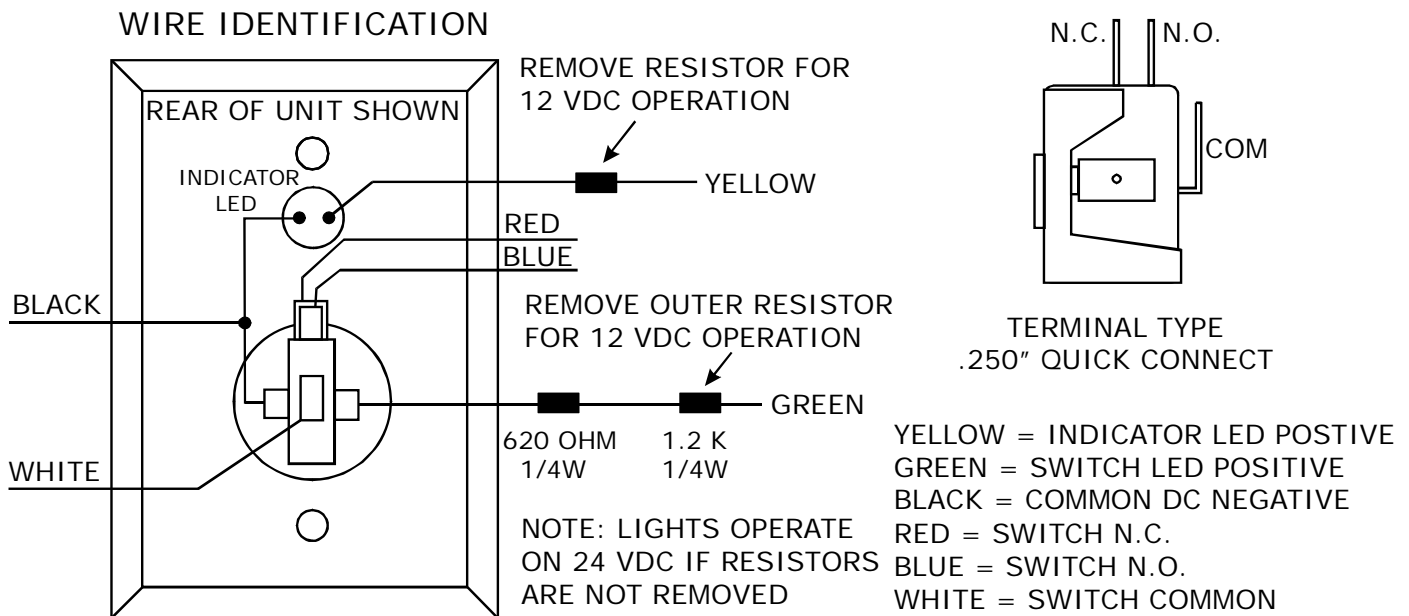 WIRE IDENTIFICATION
REAR OF UNIT SHOWN
INDICATOR
LED
REMOVE RESISTOR FOR
12 VDC OPERATION
YELLOW
RED
BLUE
BLACK
REMOVE OUTER RESISTOR
FOR 12 VDC OPERATION
GREEN
620 OHM
1/4W
1.2 K
1/4W
WHITE
NOTE: LIGHTS OPERATE
ON 24 VDC IF RESISTORS
ARE NOT REMOVED
N.C.
N.O.
COM
TERMINAL TYPE
.250" QUICK CONNECT
YELLOW = INDICATOR LED POSTIVE
GREEN = SWITCH LED POSITIVE
BLACK = COMMON DC NEGATIVE
RED = SWITCH N.C.
BLUE = SWITCH N.O.
WHITE = SWITCH COMMON